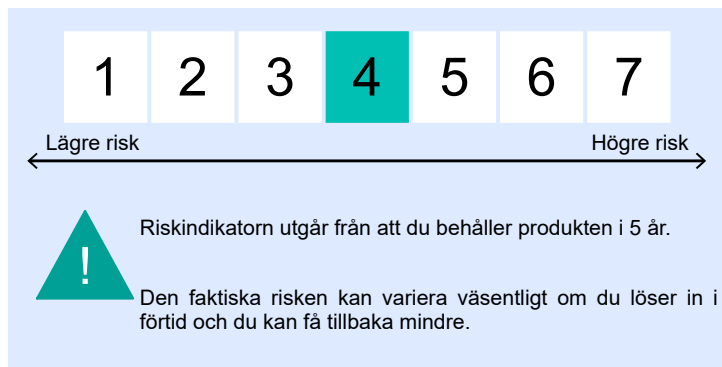 1 2 3 4 5 6 7
Lägre risk Högre risk
Riskindikatorn utgår från att du behåller produkten i 5 år.
!
Den faktiska risken kan variera väsentligt om du löser in i
förtid och du kan få tillbaka mindre.